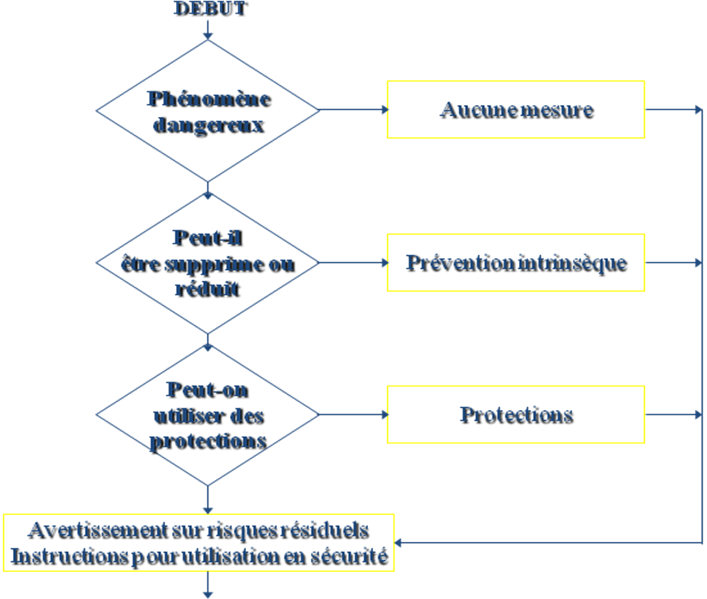 DEBUT
Phénomène
dangereux
Aucune mesure
Peut-il
être supprime ou
réduit
Prévention intrinsèque
Peut-on
utiliser des
protections
Protections
Avertissement sur risques résiduels
Instructions pour utilisation en sécurité